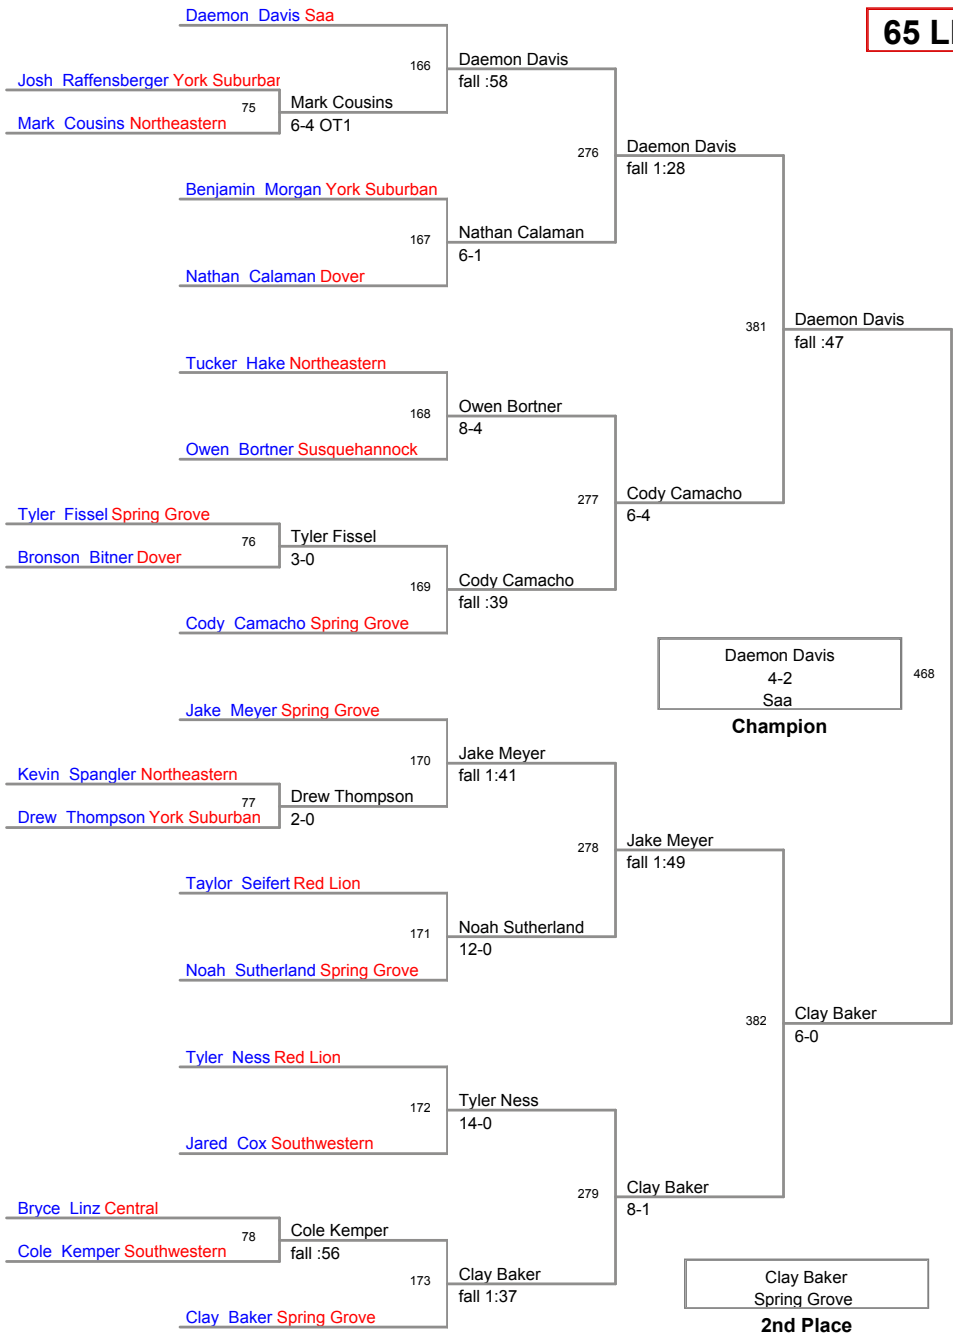 Daemon Davis Saa
65 L
166
Daemon Davis
fall :58
Josh Raffensberger York Suburban
75
Mark Cousins
6-4 OT1
Mark Cousins Northeastern
276
Daemon Davis
fall 1:28
Benjamin Morgan York Suburban
167
Nathan Calaman
6-1
Nathan Calaman Dover
381
Daemon Davis
fall :47
Tucker Hake Northeastern
168
Owen Bortner
8-4
Owen Bortner Susquehannock
277
Cody Camacho
6-4
Tyler Fissel Spring Grove
76
Tyler Fissel
3-0
Bronson Bitner Dover
169
Cody Camacho
fall :39
Cody Camacho Spring Grove
Daemon Davis
4-2
Saa
468
Champion
Jake Meyer Spring Grove
170
Jake Meyer
fall 1:41
Kevin Spangler Northeastern
77
Drew Thompson
2-0
Drew Thompson York Suburban
278
Jake Meyer
fall 1:49
Taylor Seifert Red Lion
171
Noah Sutherland
12-0
Noah Sutherland Spring Grove
382
Clay Baker
6-0
Tyler Ness Red Lion
172
Tyler Ness
14-0
Jared Cox Southwestern
279
Clay Baker
8-1
Bryce Linz Central
78
Cole Kemper
fall :56
Cole Kemper Southwestern
173
Clay Baker
fall 1:37
Clay Baker Spring Grove
Clay Baker
Spring Grove
2nd Place